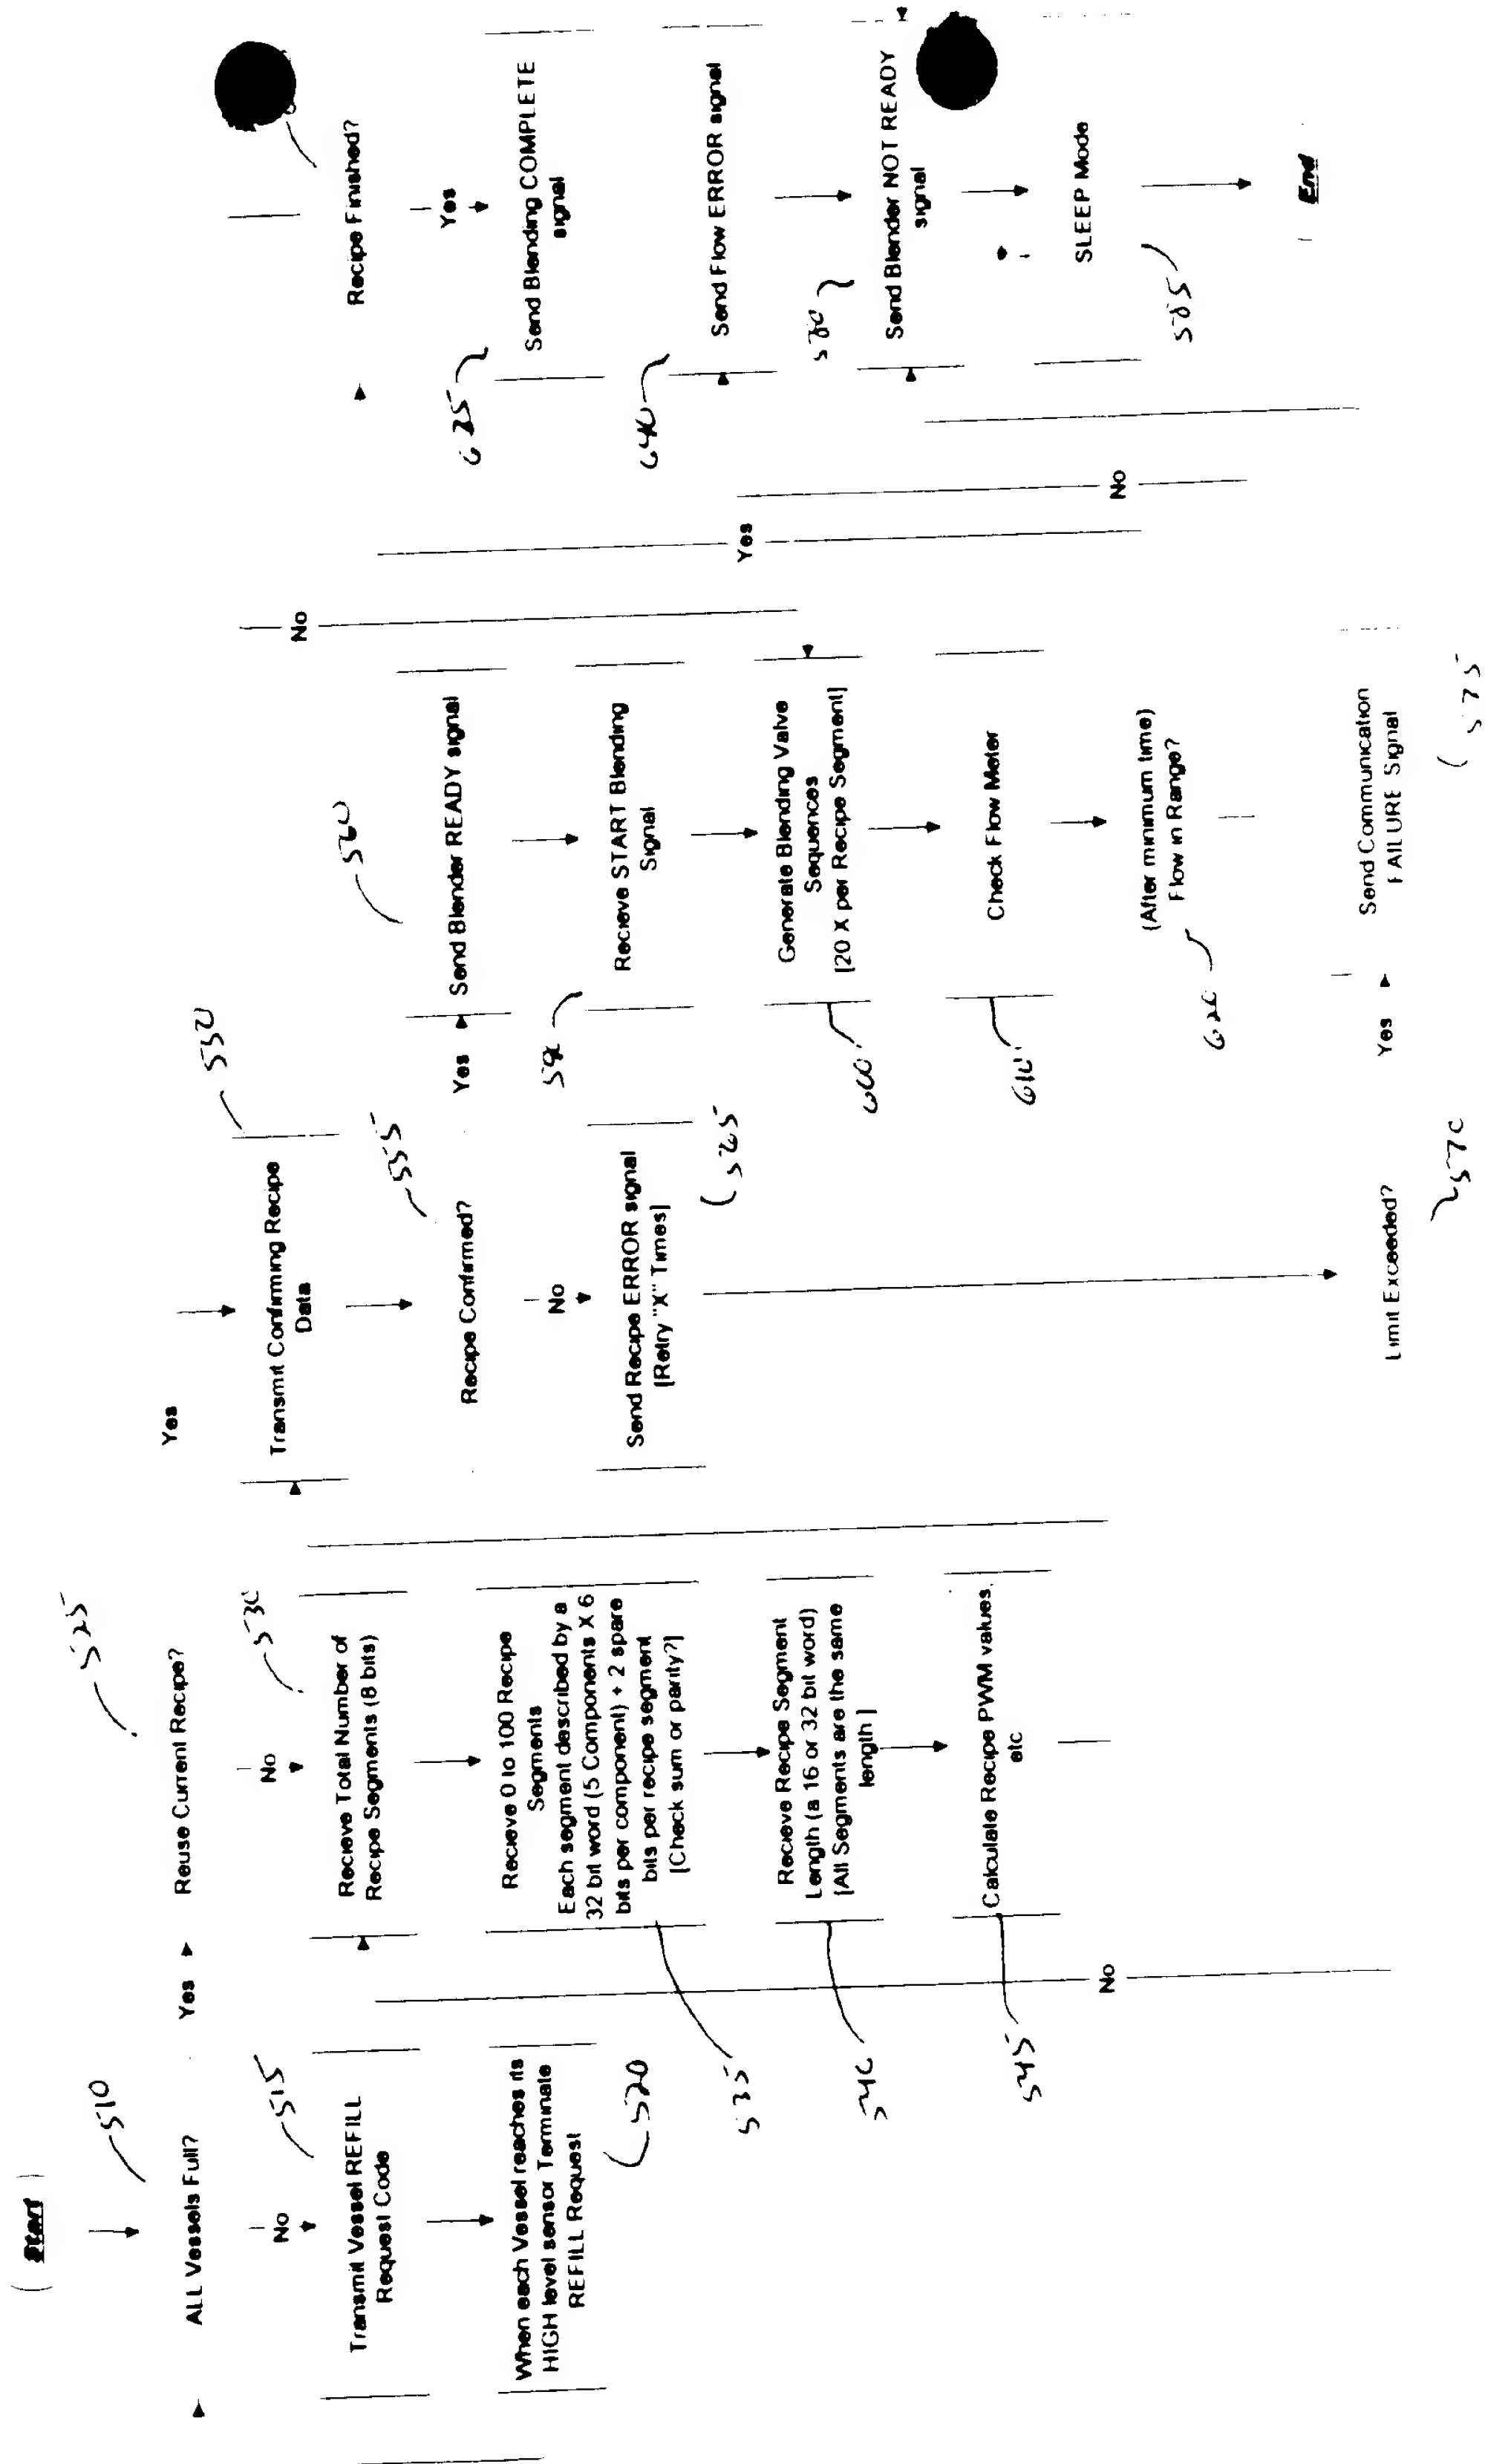 Start
510
ALL Vessels Full?
Yes
No
515
Transmit Vessel REFILL
Request Code
When each Vessel reaches its
HIGH level sensor Terminate
REFILL Request
520
525
Reuse Current Recipe?
Yes
No
530
Recieve Total Number of
Recipe Segments (8 bits)
Recieve 0 to 100 Recipe
Segments
Each segment described by a
32 bit word (5 Components X 6
bits per component) + 2 spare
bits per recipe segment
[Check sum or parity?]
535
Recieve Recipe Segment
Length (a 16 or 32 bit word)
[All Segments are the same
length]
540
Calculate Recipe PWM values,
etc
545
No
550
Transmit Confirming Recipe
Data
555
Recipe Confirmed?
Yes
No
Send Recipe ERROR signal
[Retry "X" Times]
565
Limit Exceeded?
570
Yes
Send Communication
FAILURE Signal
575
560
Send Blender READY signal
Recieve START Blending
Signal
Generate Blending Valve
Sequences
[20 X per Recipe Segment]
600
Check Flow Meter
610
(After minimum time)
Flow in Range?
620
No
Yes
No
Recipe Finished?
Yes
Send Blending COMPLETE
signal
625
Send Flow ERROR signal
640
Send Blender NOT READY
signal
580
SLEEP Mode
585
End